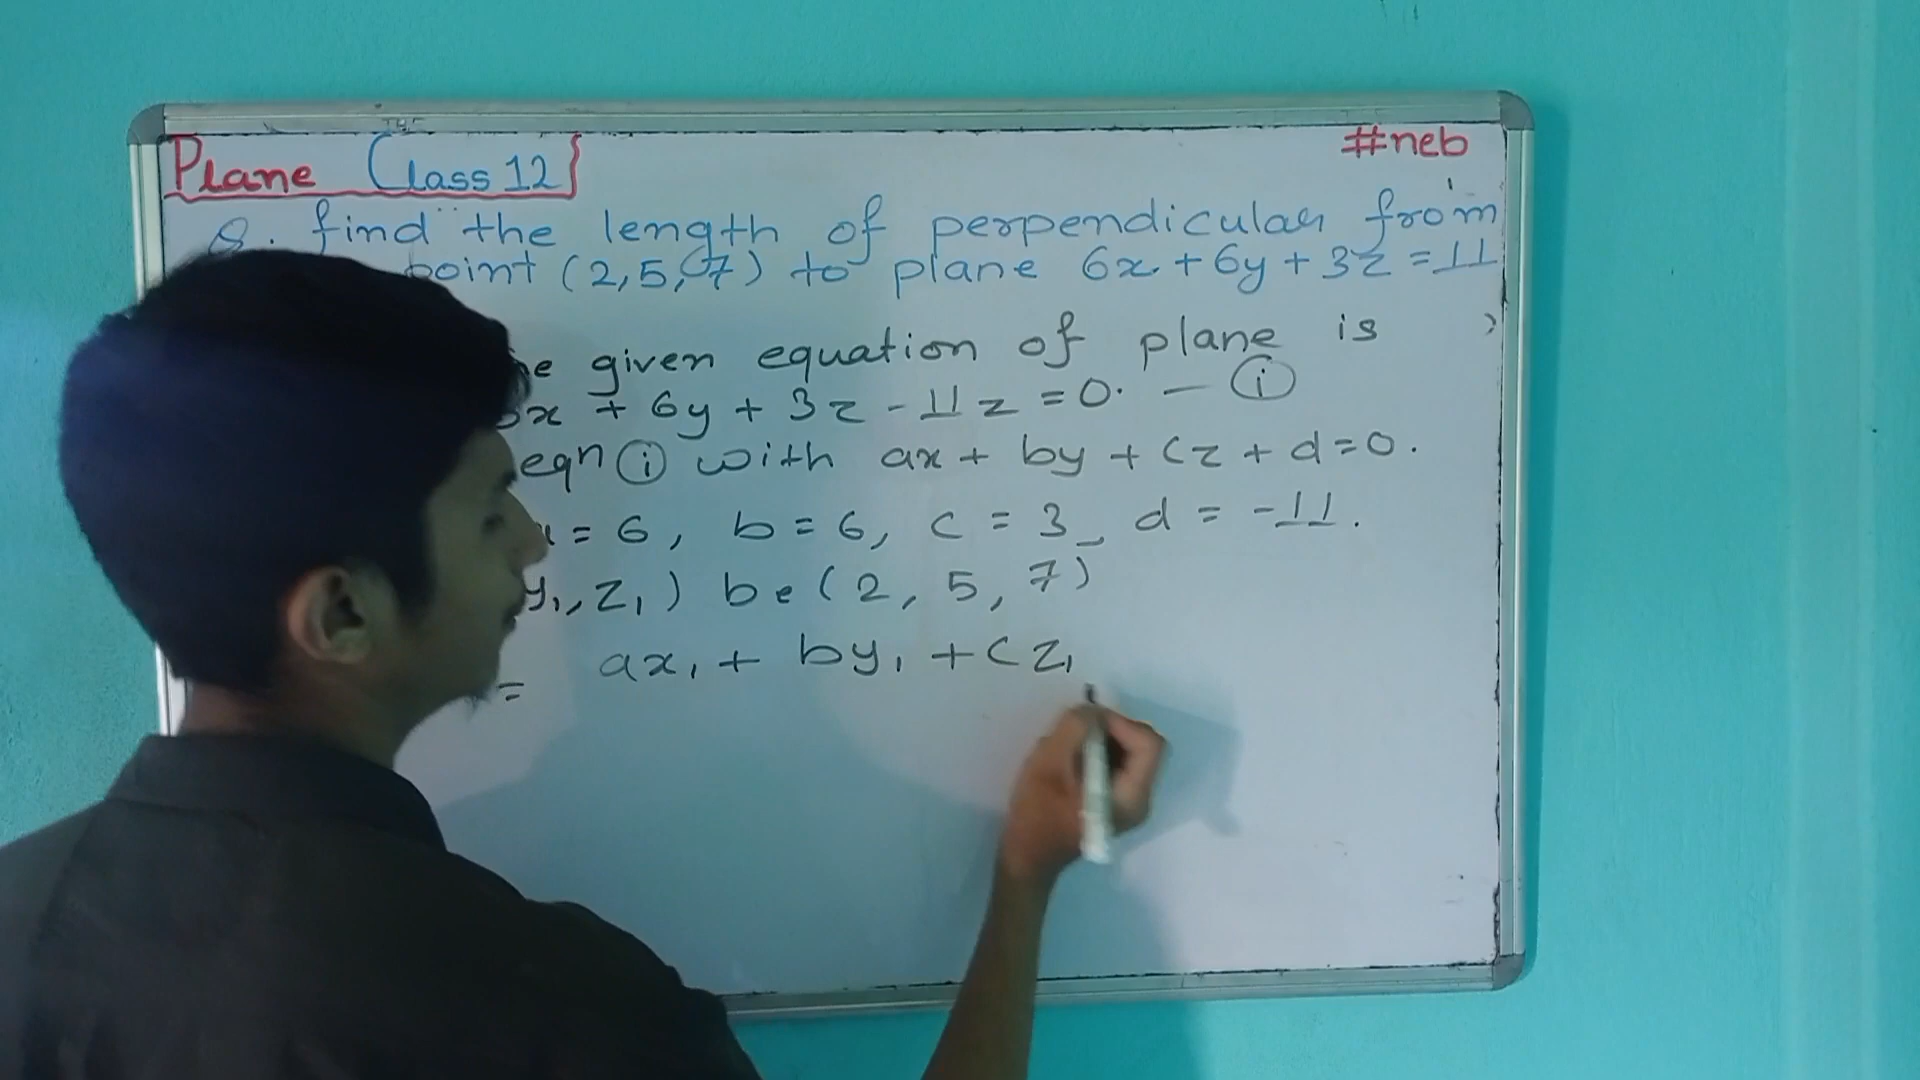 Plane Class 12
#neb
Q. find the length of perpendicular from
point (2,5,7) to plane 6x + 6y + 3z = 11
given equation of plane is
x + 6y + 3z - 11z = 0. — (i)
eqn (i) with ax + by + cz + d = 0.
= 6, b = 6, c = 3, d = -11.
y₁, z₁) be (2, 5, 7)
= ax₁ + by₁ + cz₁